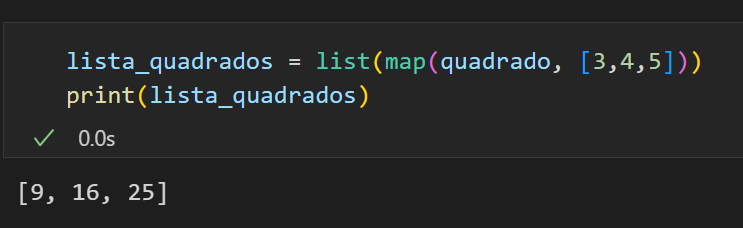 lista_quadrados = list(map(quadrado, [3,4,5]))
print(lista_quadrados)
0.0s
[9, 16, 25]